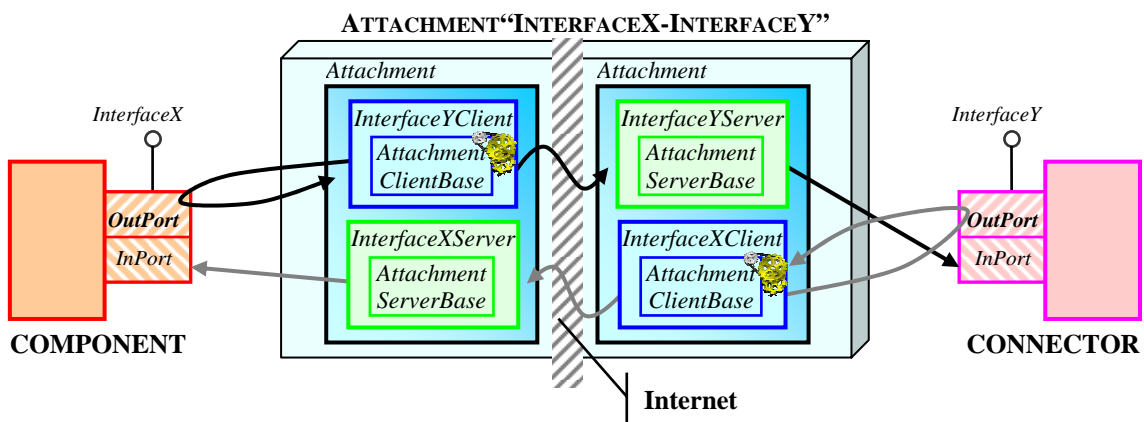 ATTACHMENT“INTERFACEX-INTERFACEY”
Attachment
Attachment
InterfaceX
InterfaceYClient
Attachment
ClientBase
InterfaceYServer
Attachment
ServerBase
InterfaceY
OutPort
InPort
InterfaceXServer
Attachment
ServerBase
InterfaceXClient
Attachment
ClientBase
OutPort
InPort
COMPONENT
CONNECTOR
Internet